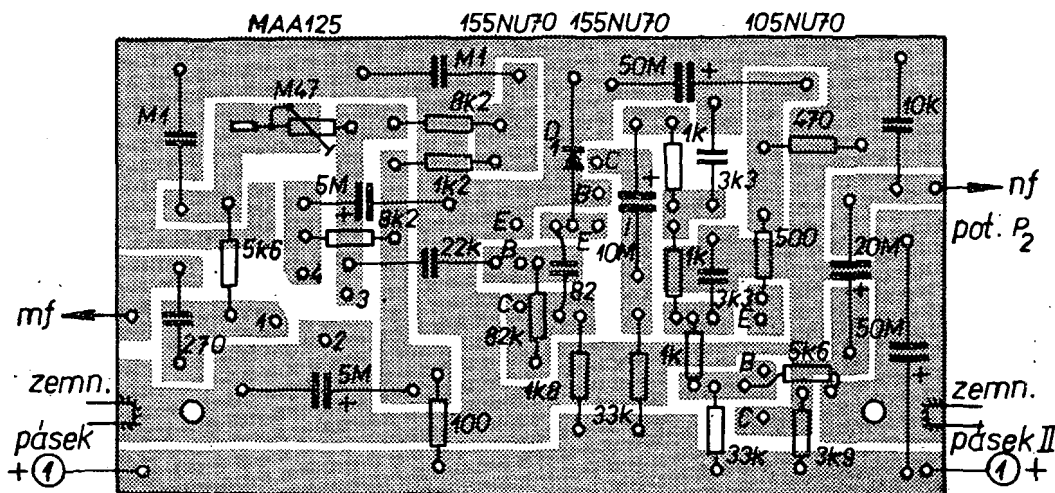 MAA125 155NU70 155NU70 105NU70
M1 50M +
M47 8k2 10k
M1 D1 1k 470
C 3k3
1k2
5M + 8k2 B + nf
E E pot. P2
5k6 22k B 10M 1k 500 20M
4 82 3k3 +
3 C E
mf 1 82k 50M
270 2 1k 5k6
1k8 B +
zemn. 5M + zemn.
100 33k C
pásek pásek II
+ 1 33k 3k9 1 +